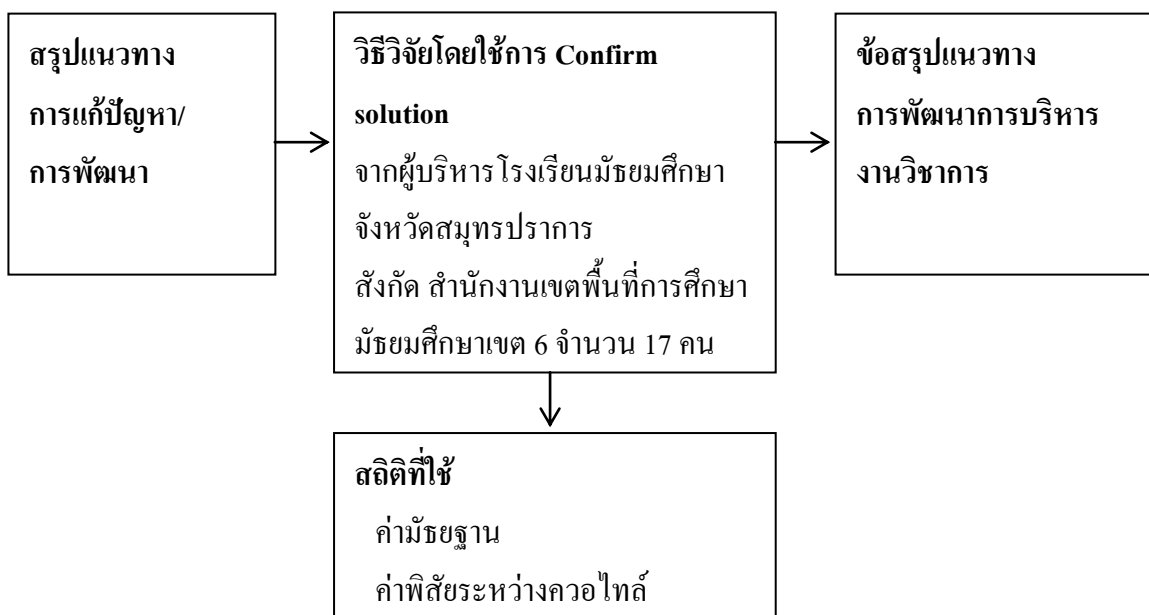 สรุปแนวทาง
การแก้ปัญหา/
การพัฒนา
วิธีวิจัยโดยใช้การ Confirm
solution
จากผู้บริหารโรงเรียนมัธยมศึกษา
จังหวัดสมุทรปราการ
สังกัด สำนักงานเขตพื้นที่การศึกษา
มัธยมศึกษาเขต 6 จำนวน 17 คน
ข้อสรุปแนวทาง
การพัฒนาการบริหาร
งานวิชาการ
สถิติที่ใช้
ค่ามัธยฐาน
ค่าพิสัยระหว่างควอไทล์